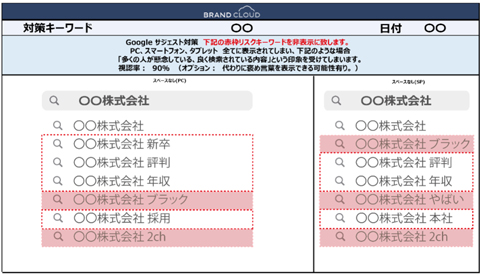 BRAND CLOUD
対策キーワード 〇〇 日付 〇〇
Google サジェスト対策 下記の赤枠リスクキーワードを非表示に致します。
PC、スマートフォン、タブレット 全てに表示されてしまい、下記のような場合
「多くの人が懸念している、良く検索されている内容」という印象を受けてしまいます。
視認率： 90% （オプション： 代わりに褒め言葉を表示できる可能性有り。）
スペースなし(PC)
〇〇株式会社
〇〇株式会社
〇〇株式会社 新卒
〇〇株式会社 評判
〇〇株式会社 年収
〇〇株式会社 ブラック
〇〇株式会社 採用
〇〇株式会社 2ch
スペースなし(SP)
〇〇株式会社
〇〇株式会社
〇〇株式会社 ブラック
〇〇株式会社 評判
〇〇株式会社 年収
〇〇株式会社 やばい
〇〇株式会社 本社
〇〇株式会社 2ch